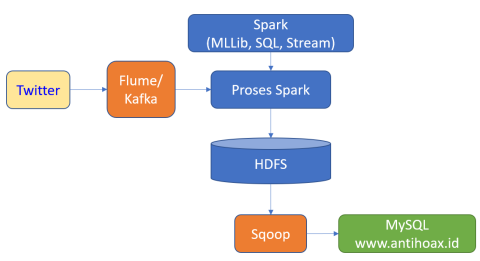 Spark
(MLLib, SQL, Stream)
Twitter
Flume/
Kafka
Proses Spark
HDFS
Sqoop
MySQL
www.antihoax.id